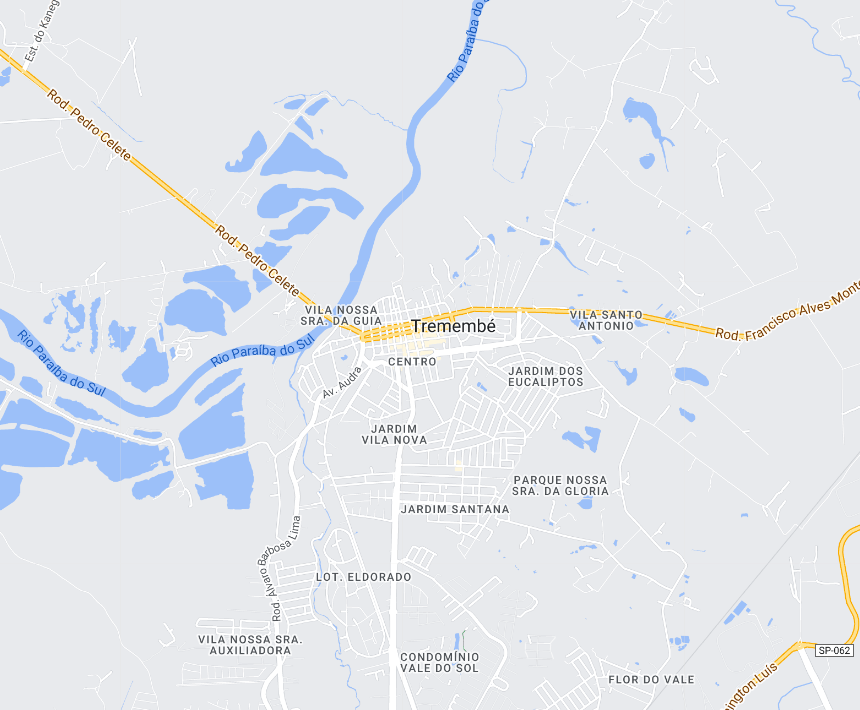 Est. do Kaneg
Rio Paraíba do
Rod. Pedro Celete
Rod. Pedro Celete
VILA NOSSA
SRA. DA GUIA
Tremembé
VILA SANTO
ANTONIO
Rod. Francisco Alves Monte
Rio Paraíba do Sul
Rio Paraíba do Sul
CENTRO
Av. Audra
JARDIM DOS
EUCALIPTOS
JARDIM
VILA NOVA
PARQUE NOSSA
SRA. DA GLORIA
JARDIM SANTANA
Rod. Álvaro Barbosa Lima
LOT. ELDORADO
VILA NOSSA SRA.
AUXILIADORA
CONDOMÍNIO
VALE DO SOL
SP-062
FLOR DO VALE
ington Luís